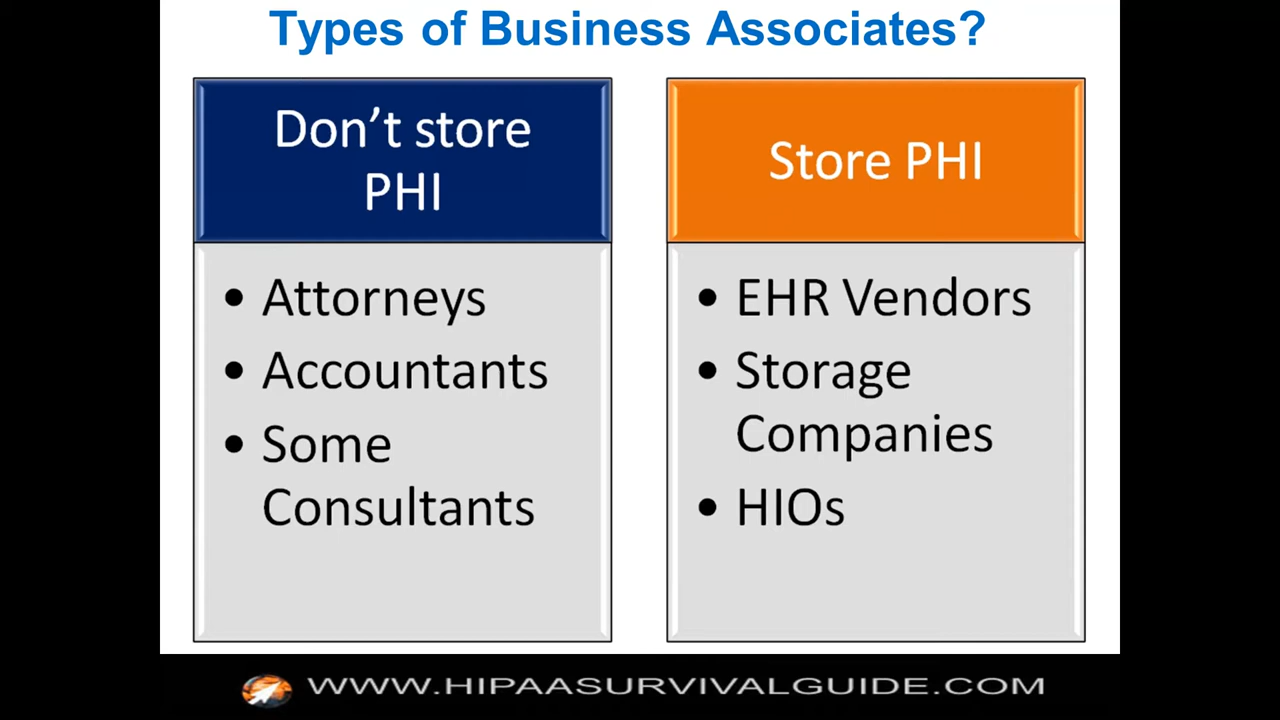 Types of Business Associates?
Don’t store
PHI
• Attorneys
• Accountants
• Some
Consultants
Store PHI
• EHR Vendors
• Storage
Companies
• HIOs
WWW.HIPAASURVIVALGUIDE.COM